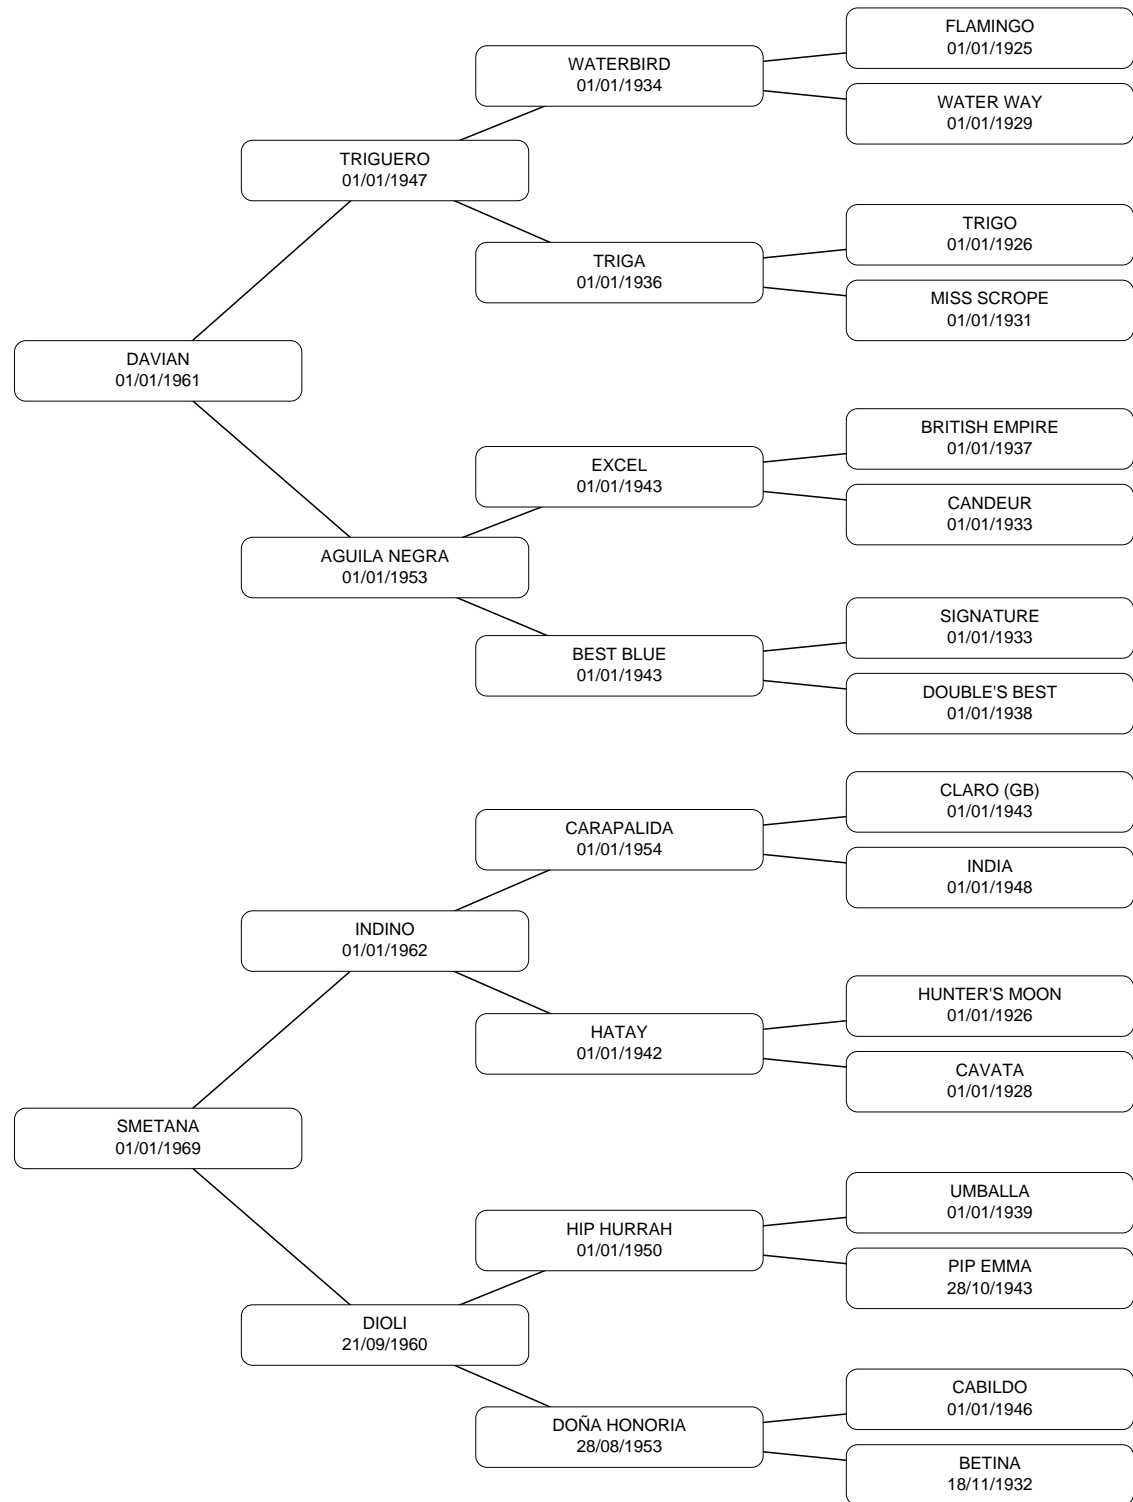 FLAMINGO
01/01/1925
WATERBIRD
01/01/1934
WATER WAY
01/01/1929
TRIGUERO
01/01/1947
TRIGO
01/01/1926
TRIGA
01/01/1936
MISS SCROPE
01/01/1931
DAVIAN
01/01/1961
BRITISH EMPIRE
01/01/1937
EXCEL
01/01/1943
CANDEUR
01/01/1933
AGUILA NEGRA
01/01/1953
SIGNATURE
01/01/1933
BEST BLUE
01/01/1943
DOUBLE'S BEST
01/01/1938
CLARO (GB)
01/01/1943
CARAPALIDA
01/01/1954
INDIA
01/01/1948
INDINO
01/01/1962
HUNTER'S MOON
01/01/1926
HATAY
01/01/1942
CAVATA
01/01/1928
SMETANA
01/01/1969
UMBALLA
01/01/1939
HIP HURRAH
01/01/1950
PIP EMMA
28/10/1943
DIOLI
21/09/1960
CABILDO
01/01/1946
DOÑA HONORIA
28/08/1953
BETINA
18/11/1932